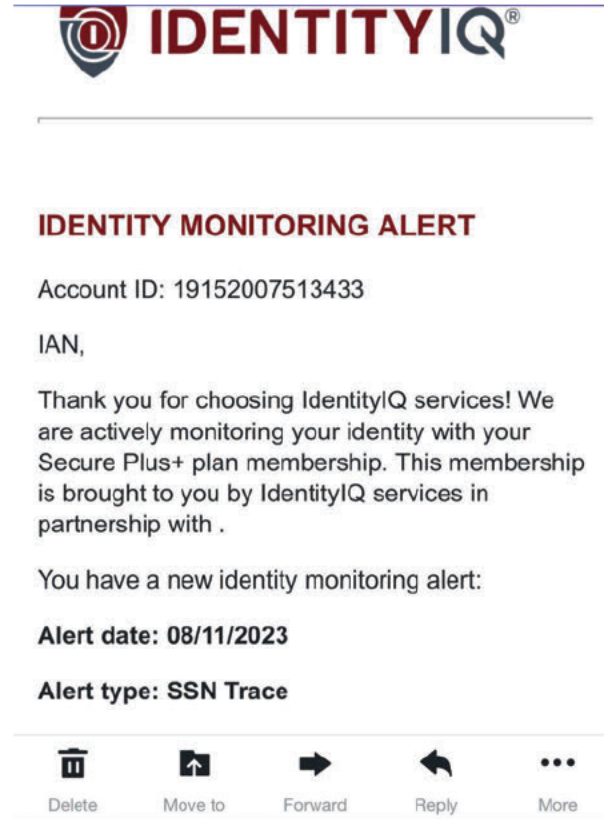 IDENTITYIQ®
IDENTITY MONITORING ALERT
Account ID: 19152007513433
IAN,
Thank you for choosing IdentityIQ services! We
are actively monitoring your identity with your
Secure Plus+ plan membership. This membership
is brought to you by IdentityIQ services in
partnership with .
You have a new identity monitoring alert:
Alert date: 08/11/2023
Alert type: SSN Trace
Delete Move to Forward Reply More